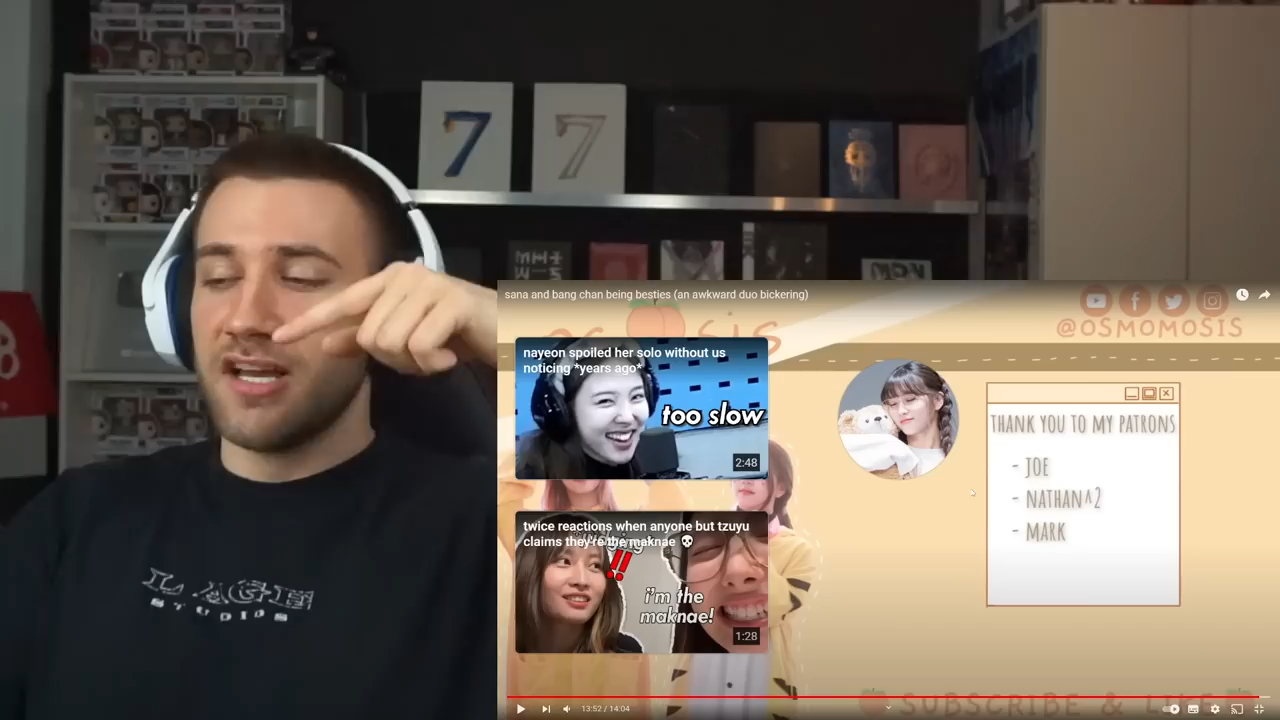 7
7
sana and bang chan being besties (an awkward duo bickering)
@OSMOMOSIS
nayeon spoiled her solo without us
noticing *years ago*
too slow
2:48
THANK YOU TO MY PATRONS
- JOE
- NATHAN^2
- MARK
twice reactions when anyone but tzuyu
claims they're the maknae 💀
!!
i'm the
maknae!
1:28
STUDIOS
SUBSCRIBE & LIKE
13:52 / 14:04